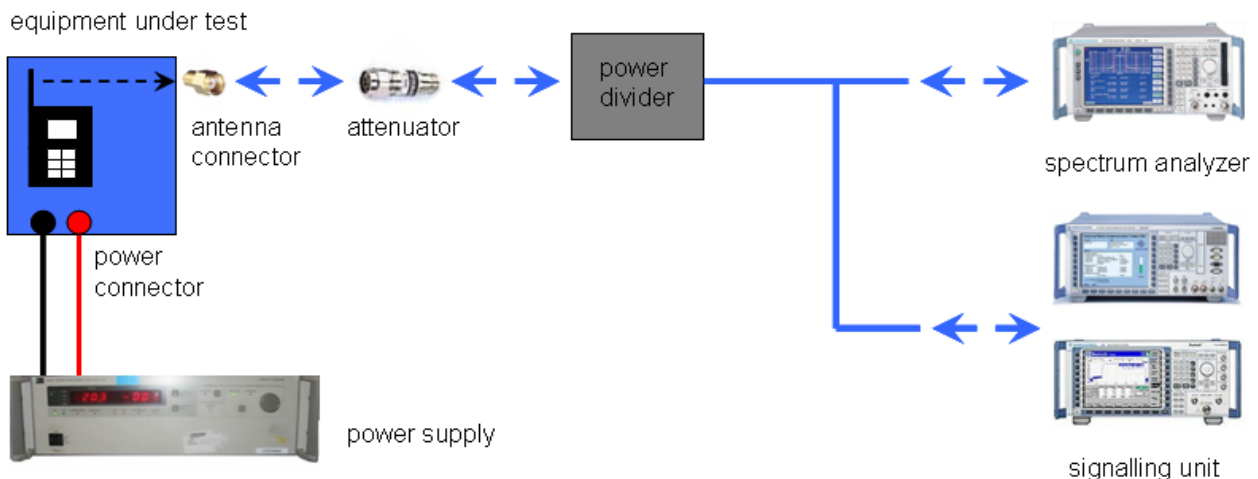 equipment under test
power
divider
antenna
connector
attenuator
spectrum analyzer
power
connector
power supply
signalling unit